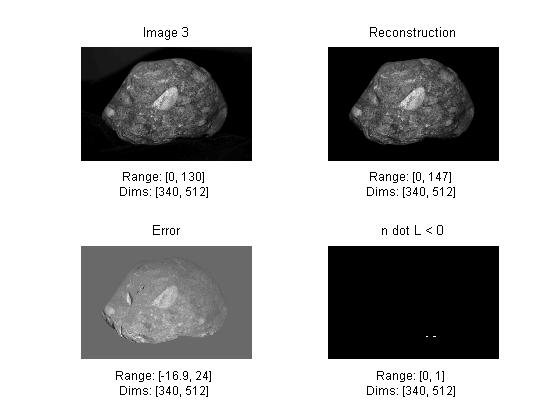 Image 3
Reconstruction
Range: [0, 130]
Dims: [340, 512]
Range: [0, 147]
Dims: [340, 512]
Error
n dot L < 0
Range: [-16.9, 24]
Dims: [340, 512]
Range: [0, 1]
Dims: [340, 512]